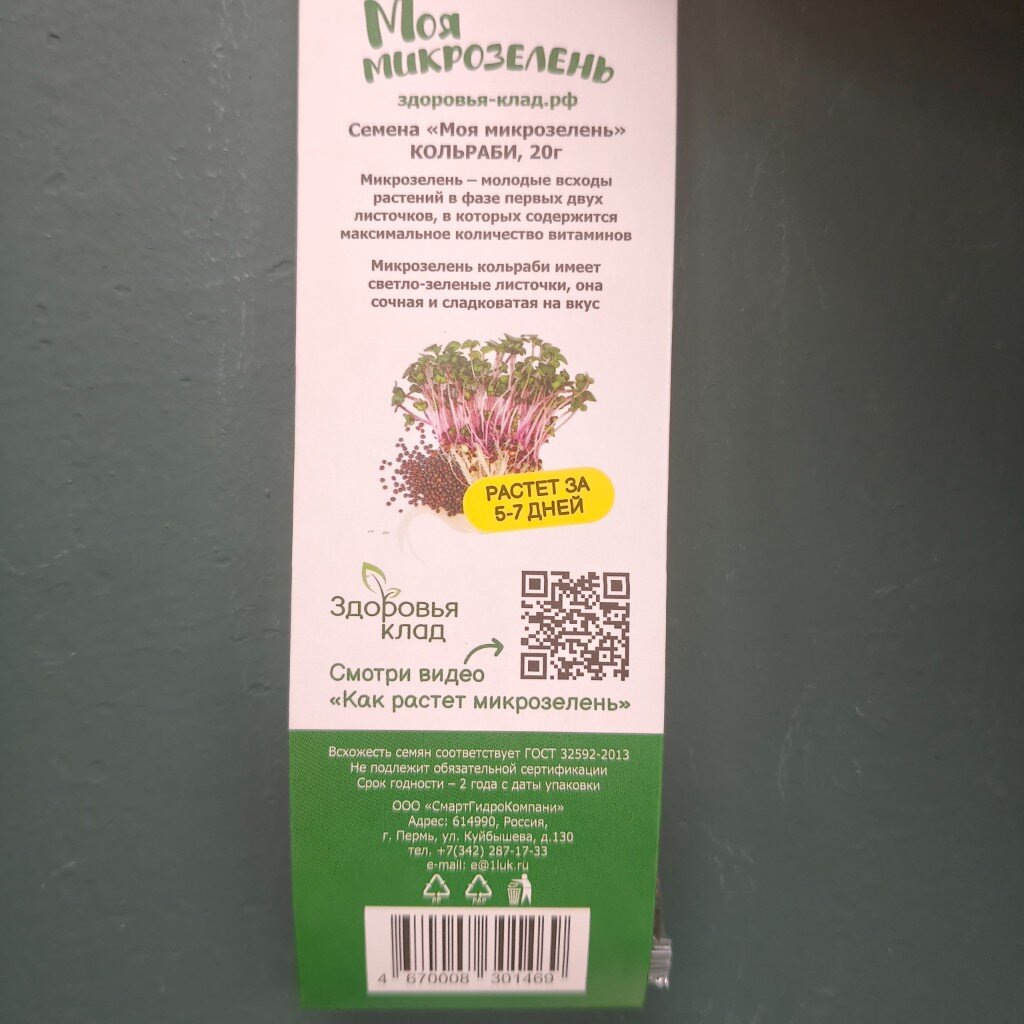 Моя
микрозелень
здоровья-клад.рф
Семена «Моя микрозелень»
КОЛЬРАБИ, 20г
Микрозелень – молодые всходы
растений в фазе первых двух
листочков, в которых содержится
максимальное количество витаминов
Микрозелень кольраби имеет
светло-зеленые листочки, она
сочная и сладковатая на вкус
РАСТЕТ ЗА
5-7 ДНЕЙ
Здоровья
клад
Смотри видео
«Как растет микрозелень»
Всхожесть семян соответствует ГОСТ 32592-2013
Не подлежит обязательной сертификации
Срок годности – 2 года с даты упаковки
ООО «СмартГидроКомпани»
Адрес: 614990, Россия,
г. Пермь, ул. Куйбышева, д.130
тел. +7(342) 287-17-33
e-mail: e@1luk.ru
PP PAP
4 670008 301469